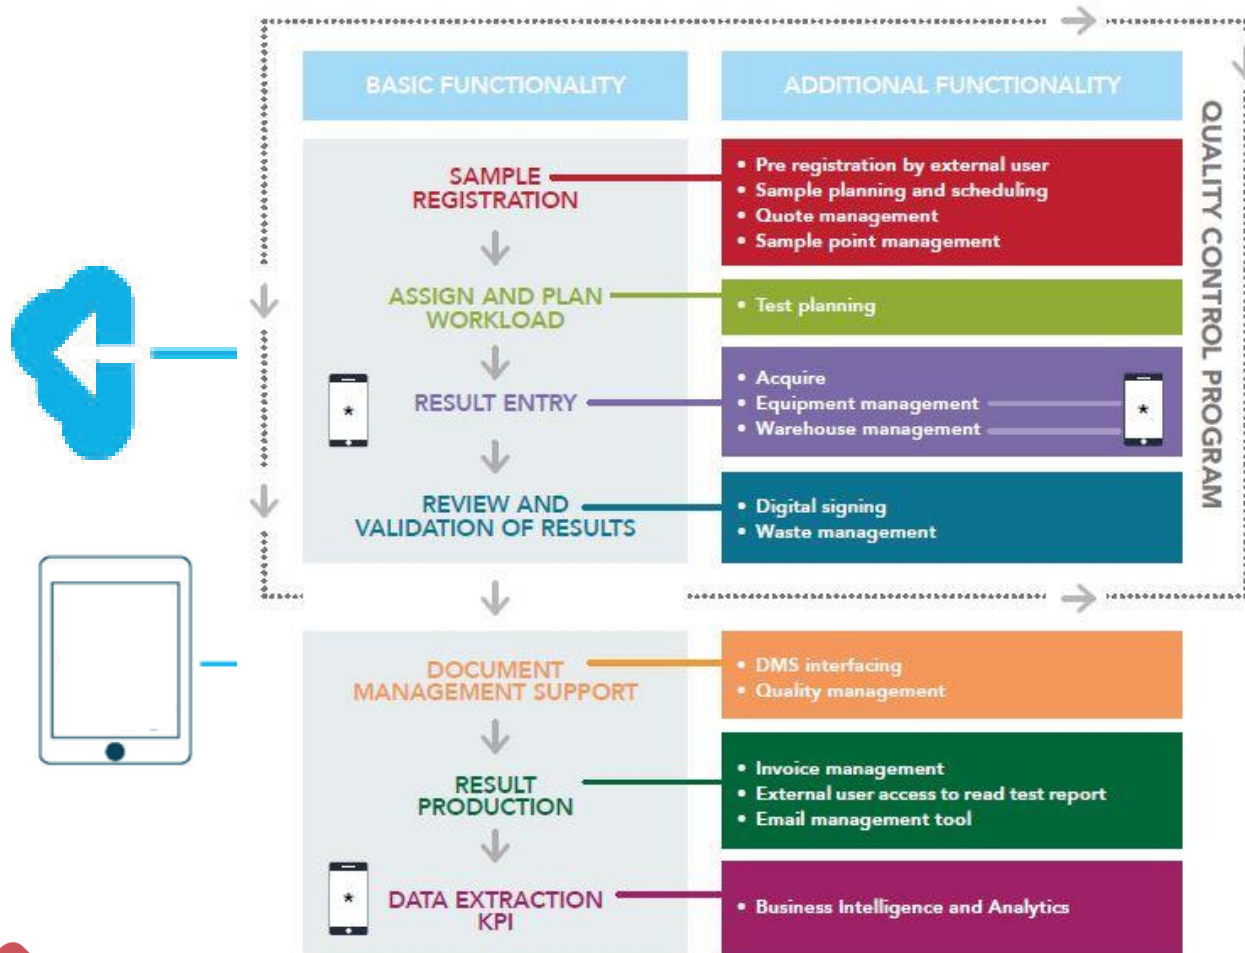 BASIC FUNCTIONALITY
ADDITIONAL FUNCTIONALITY
SAMPLE
REGISTRATION
• Pre registration by external user
• Sample planning and scheduling
• Quote management
• Sample point management
ASSIGN AND PLAN
WORKLOAD
• Test planning
*
RESULT ENTRY
• Acquire
• Equipment management
• Warehouse management
*
REVIEW AND
VALIDATION OF RESULTS
• Digital signing
• Waste management
QUALITY CONTROL PROGRAM
DOCUMENT
MANAGEMENT SUPPORT
• DMS interfacing
• Quality management
RESULT
PRODUCTION
• Invoice management
• External user access to read test report
• Email management tool
*
DATA EXTRACTION
KPI
• Business Intelligence and Analytics